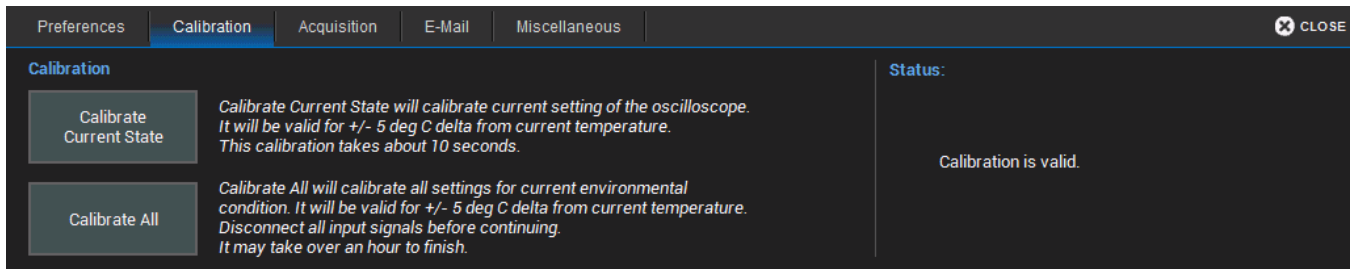 Preferences
Calibration
Acquisition
E-Mail
Miscellaneous
CLOSE
Calibration
Calibrate
Current State
Calibrate Current State will calibrate current setting of the oscilloscope.
It will be valid for +/- 5 deg C delta from current temperature.
This calibration takes about 10 seconds.
Calibrate All
Calibrate All will calibrate all settings for current environmental
condition. It will be valid for +/- 5 deg C delta from current temperature.
Disconnect all input signals before continuing.
It may take over an hour to finish.
Status:
Calibration is valid.